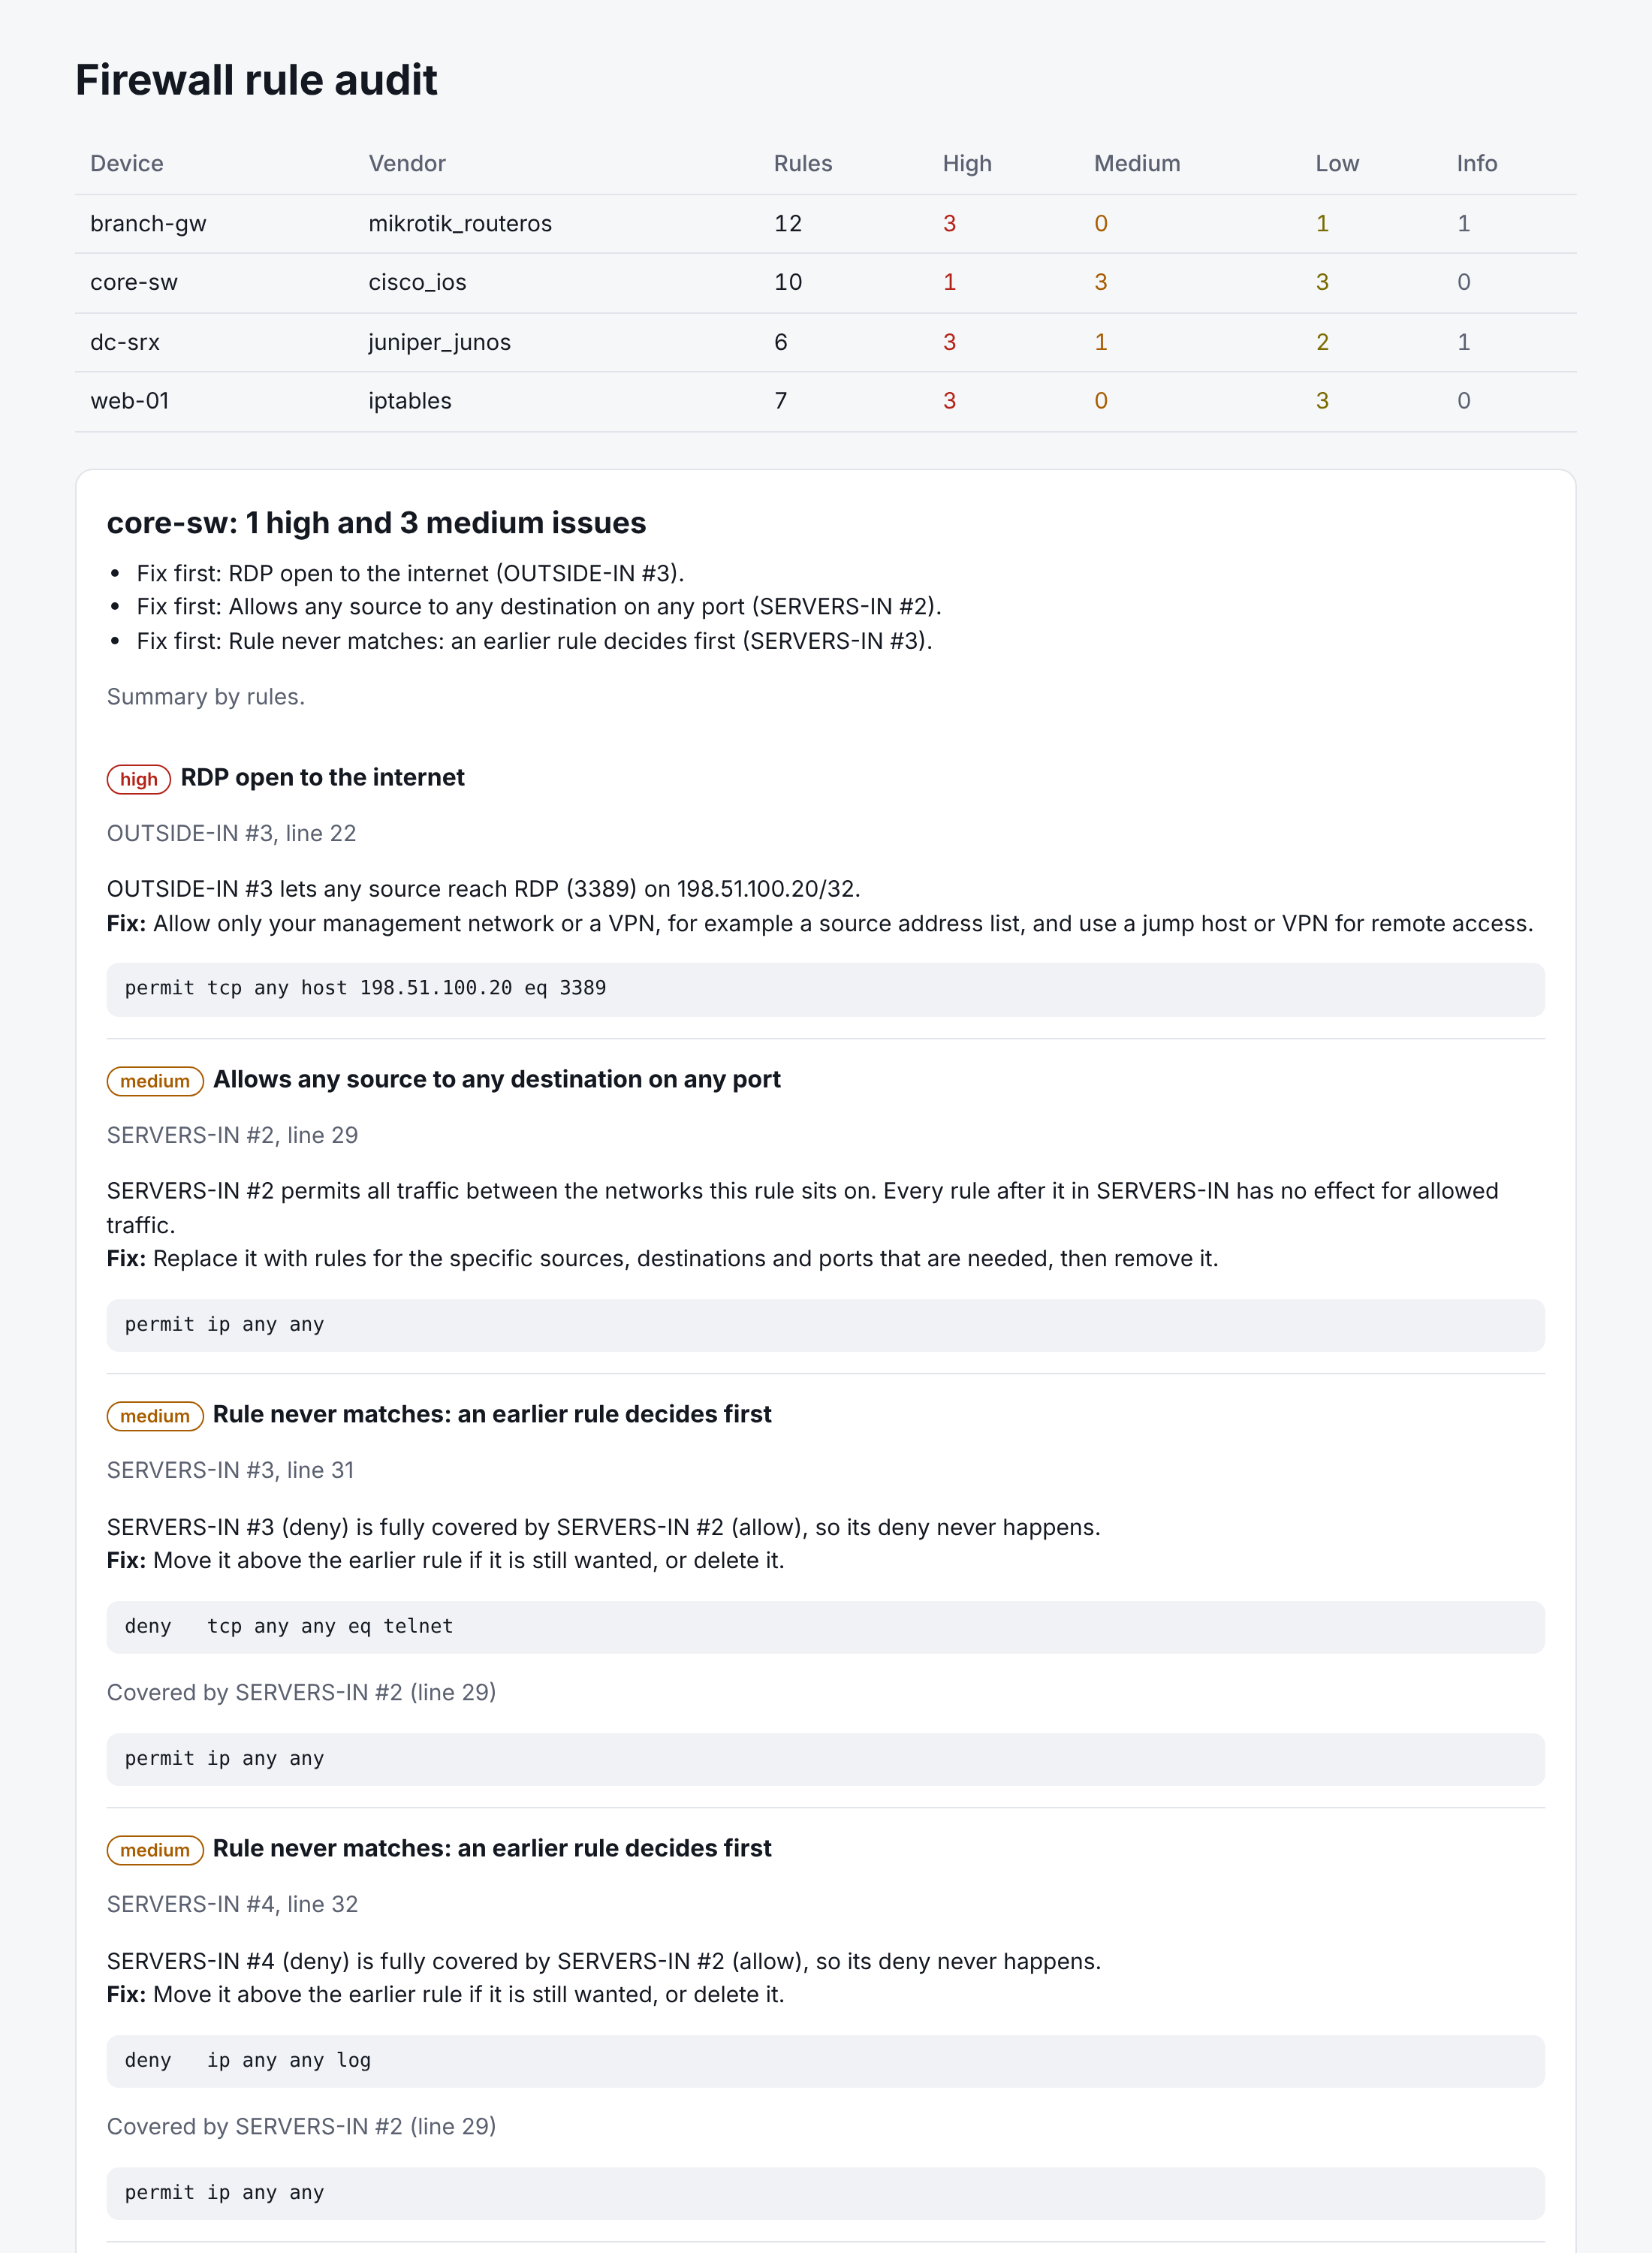 Firewall rule audit
Device Vendor Rules High Medium Low Info
branch-gw mikrotik_routeros 12 3 0 1 1
core-sw cisco_ios 10 1 3 3 0
dc-srx juniper_junos 6 3 1 2 1
web-01 iptables 7 3 0 3 0
core-sw: 1 high and 3 medium issues
• Fix first: RDP open to the internet (OUTSIDE-IN #3).
• Fix first: Allows any source to any destination on any port (SERVERS-IN #2).
• Fix first: Rule never matches: an earlier rule decides first (SERVERS-IN #3).
Summary by rules.
high RDP open to the internet
OUTSIDE-IN #3, line 22
OUTSIDE-IN #3 lets any source reach RDP (3389) on 198.51.100.20/32.
Fix: Allow only your management network or a VPN, for example a source address list, and use a jump host or VPN for remote access.
permit tcp any host 198.51.100.20 eq 3389
medium Allows any source to any destination on any port
SERVERS-IN #2, line 29
SERVERS-IN #2 permits all traffic between the networks this rule sits on. Every rule after it in SERVERS-IN has no effect for allowed
traffic.
Fix: Replace it with rules for the specific sources, destinations and ports that are needed, then remove it.
permit ip any any
medium Rule never matches: an earlier rule decides first
SERVERS-IN #3, line 31
SERVERS-IN #3 (deny) is fully covered by SERVERS-IN #2 (allow), so its deny never happens.
Fix: Move it above the earlier rule if it is still wanted, or delete it.
deny   tcp any any eq telnet
Covered by SERVERS-IN #2 (line 29)
permit ip any any
medium Rule never matches: an earlier rule decides first
SERVERS-IN #4, line 32
SERVERS-IN #4 (deny) is fully covered by SERVERS-IN #2 (allow), so its deny never happens.
Fix: Move it above the earlier rule if it is still wanted, or delete it.
deny   ip any any log
Covered by SERVERS-IN #2 (line 29)
permit ip any any